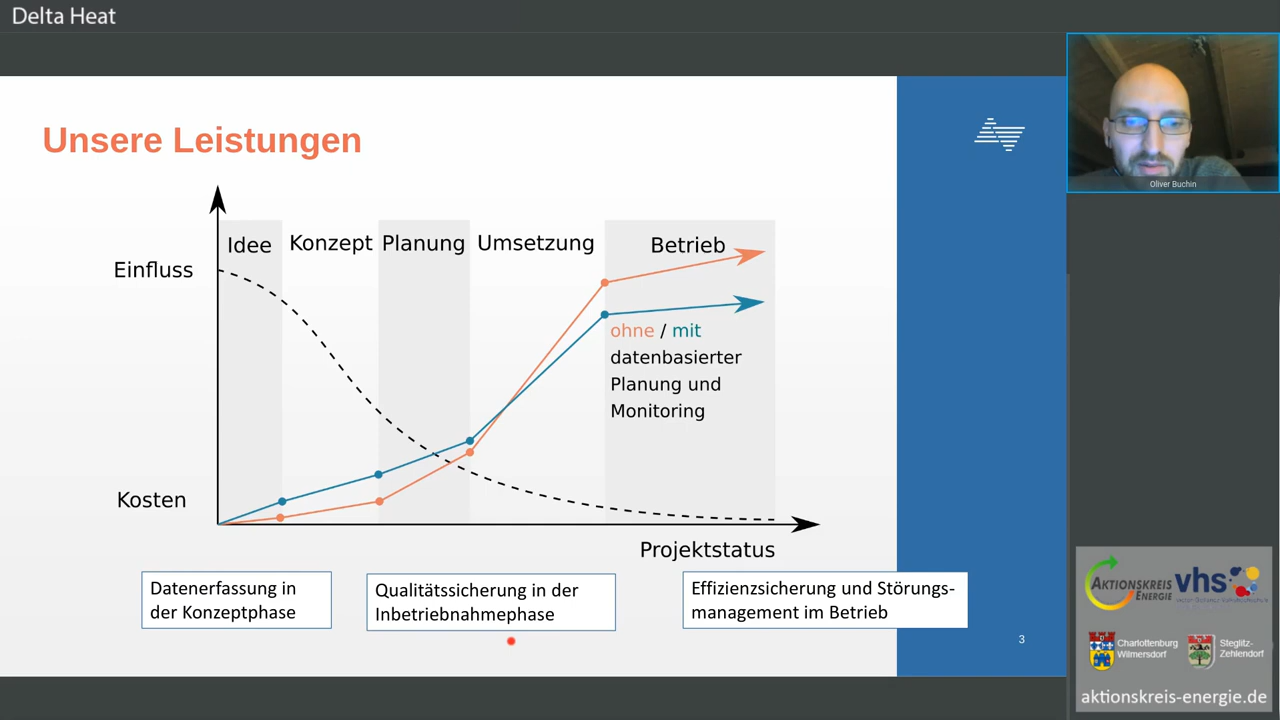 Delta Heat
Unsere Leistungen
Idee
Konzept
Planung
Umsetzung
Betrieb
Einfluss
ohne / mit
datenbasierter
Planung und
Monitoring
Kosten
Projektstatus
Datenerfassung in
der Konzeptphase
Qualitätssicherung in der
Inbetriebnahmephase
Effizienzsicherung und Störungs-
management im Betrieb
3
Oliver Buchin
AKTIONSKREIS
ENERGIE
vhs
Charlottenburg
Wilmersdorf
Steglitz-
Zehlendorf
aktionskreis-energie.de